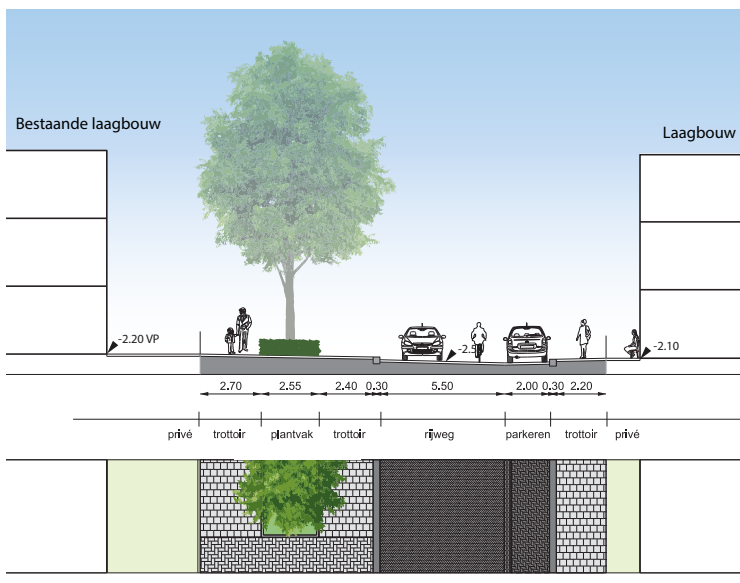 Bestaande laagbouw
Laagbouw
-2.20 VP
-2.5
-2.10
2.70 2.55 2.40 0.30 5.50 2.00 0.30 2.20
privé trottoir plantvak trottoir rijweg parkeren trottoir privé